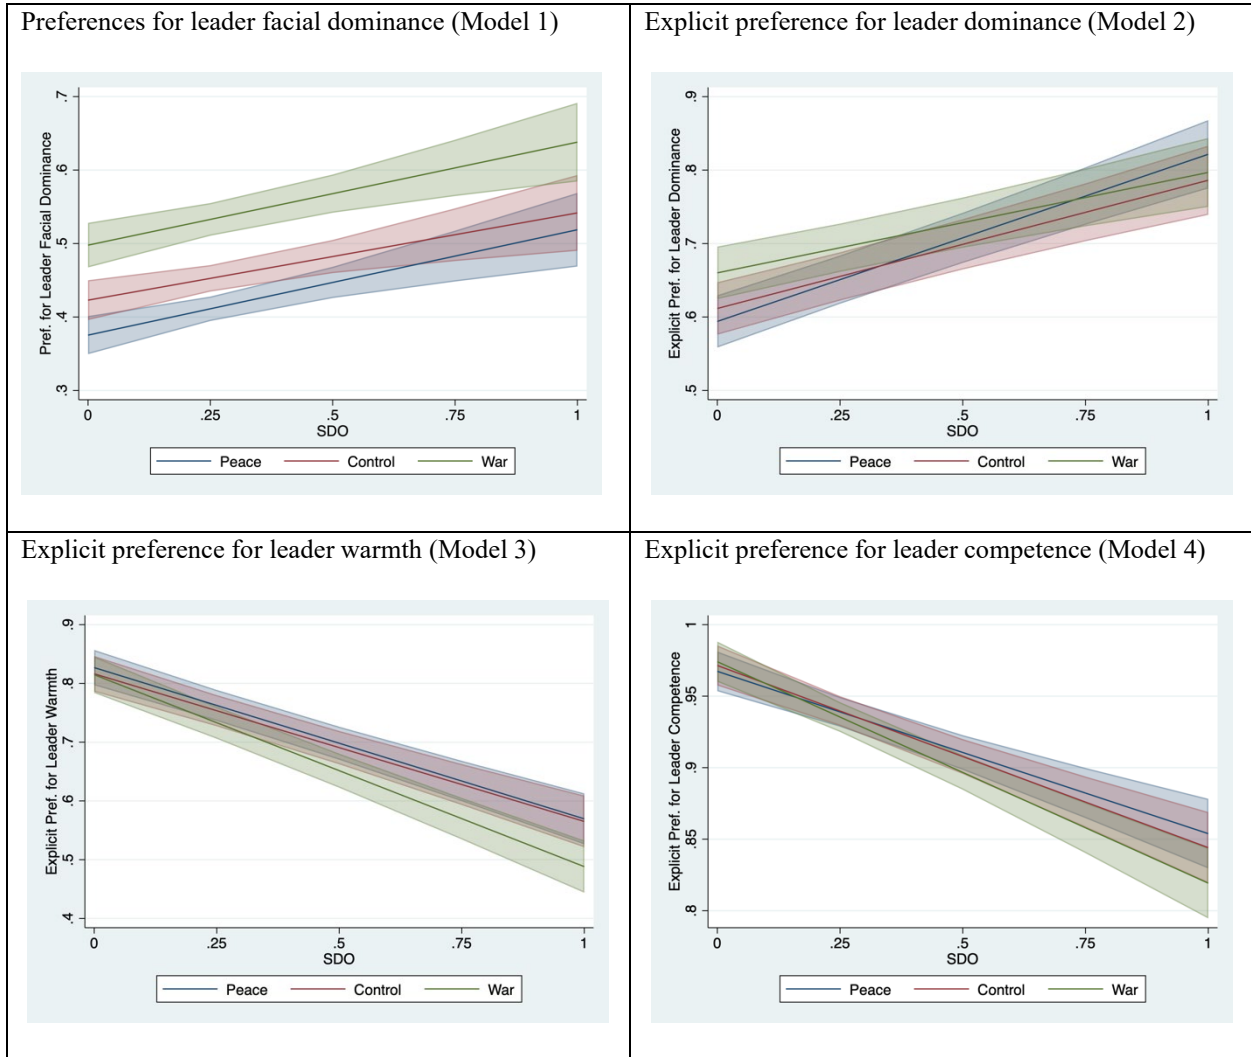 Preferences for leader facial dominance (Model 1)
Pref. for Leader Facial Dominance
.7
.6
.5
.4
.3
0 .25 .5 .75 1
SDO
Peace Control War
Explicit preference for leader dominance (Model 2)
Explicit Pref. for Leader Dominance
.9
.8
.7
.6
.5
0 .25 .5 .75 1
SDO
Peace Control War
Explicit preference for leader warmth (Model 3)
Explicit Pref. for Leader Warmth
.9
.8
.7
.6
.5
.4
0 .25 .5 .75 1
SDO
Peace Control War
Explicit preference for leader competence (Model 4)
Explicit Pref. for Leader Competence
1
.95
.9
.85
.8
0 .25 .5 .75 1
SDO
Peace Control War